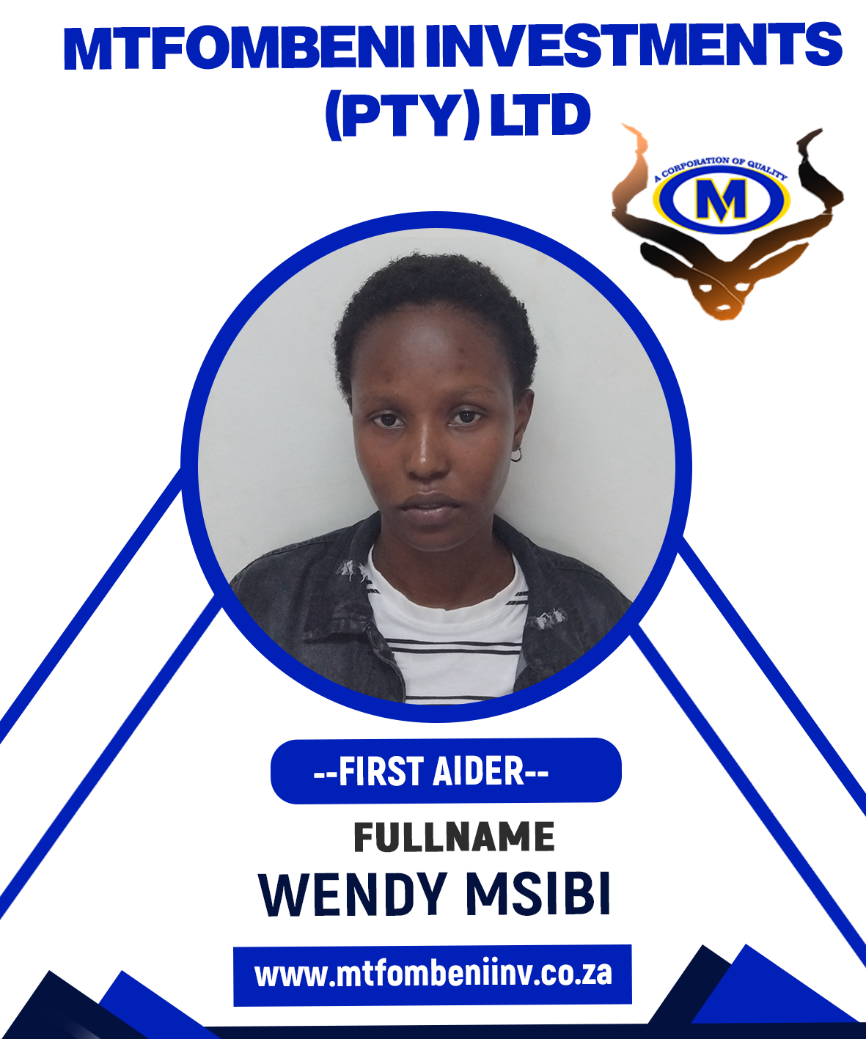 MTFOMBENI INVESTMENTS
(PTY) LTD
A CORPORATION OF QUALITY
M
--FIRST AIDER--
FULLNAME
WENDY MSIBI
www.mtfombeniinv.co.za